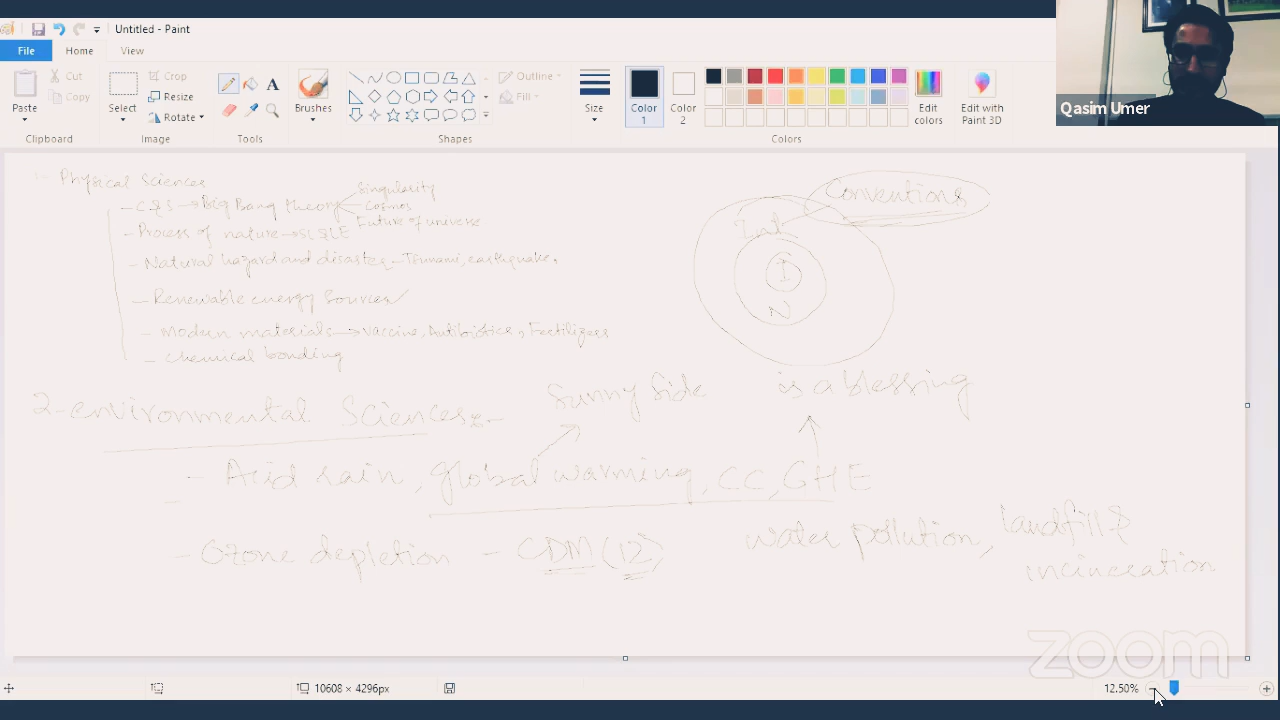 Untitled - Paint
File Home View
Paste
Cut
Copy
Clipboard
Select
Crop
Resize
Rotate
Image
A
Tools
Brushes
Shapes
Outline
Fill
Size
Color 1
Color 2
Colors
Edit colors
Edit with Paint 3D
Qasim Umer
1- Physical Sciences
Singularity
Cosmos
Future of universe
- Big Bang theory
- Process of nature → SE, LE
- Natural hazard and disaster - Tsunami, earthquake,
- Renewable energy Sources
- Modern materials → vaccine, Antibiotics, Fertilizers
- Chemical bonding
Conventions
Int
I
N
2- environmental Sciences:-
Sunny Side
is a blessing
- Acid rain, global warming, CC, GHE
- Ozone depletion - CDM (12)
water pollution, landfill &
incineration
zoom
10608 × 4296px
12.50%